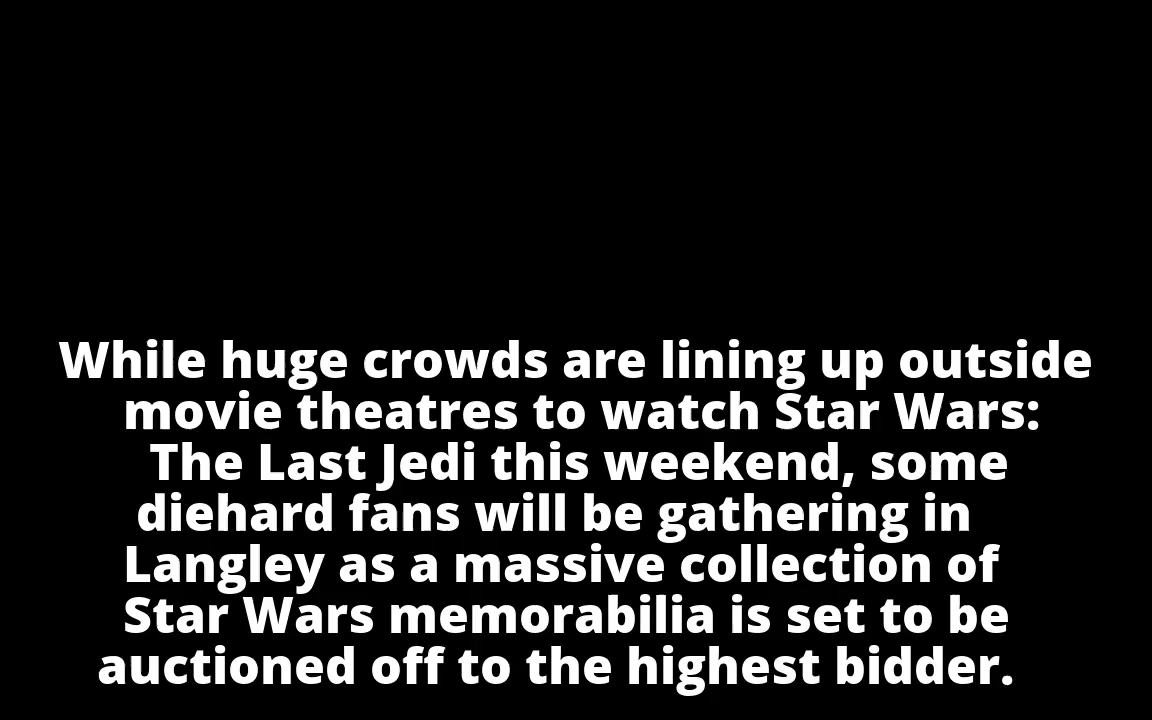 While huge crowds are lining up outside
movie theatres to watch Star Wars:
The Last Jedi this weekend, some
diehard fans will be gathering in
Langley as a massive collection of
Star Wars memorabilia is set to be
auctioned off to the highest bidder.